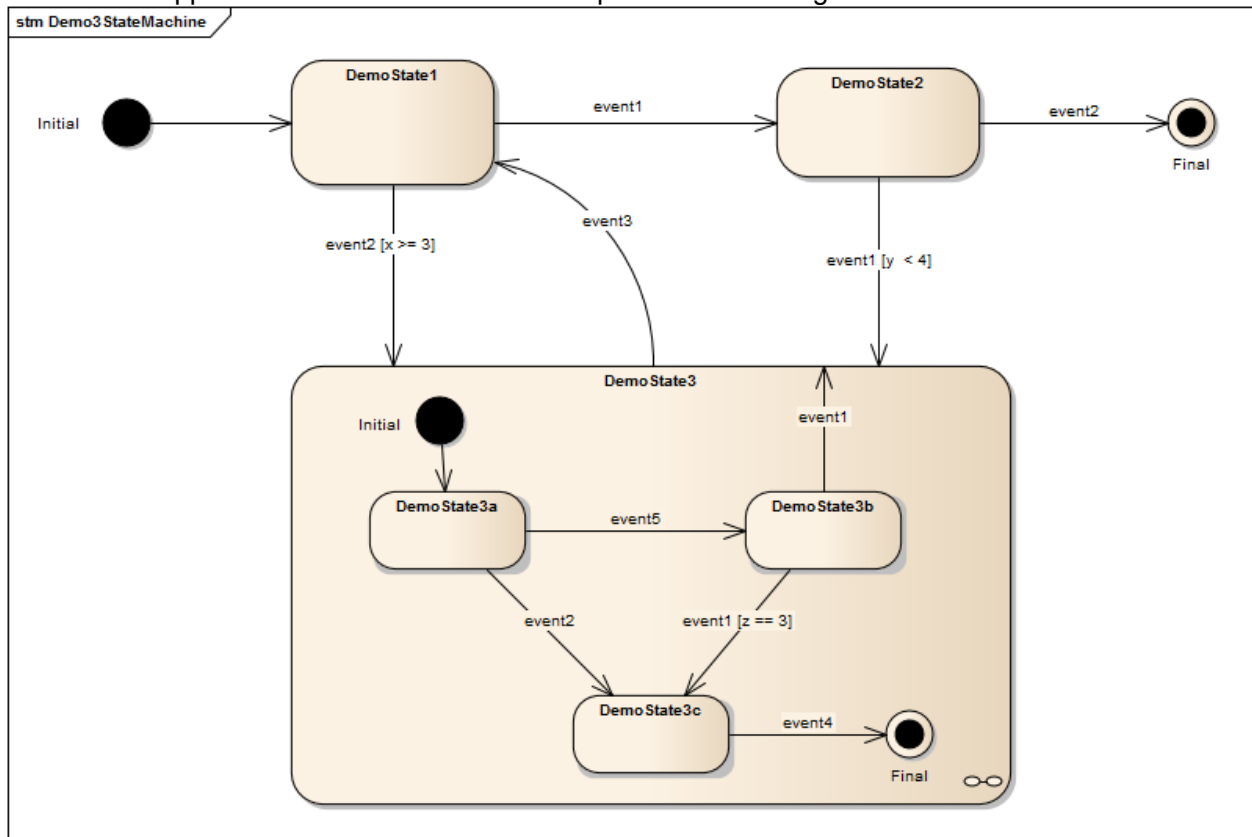 stm Demo3StateMachine
DemoState1
DemoState2
Initial
event1
event2
Final
event3
event2 [x >= 3]
event1 [y < 4]
DemoState3
Initial
event1
DemoState3a
DemoState3b
event5
event2
event1 [z == 3]
DemoState3c
event4
Final